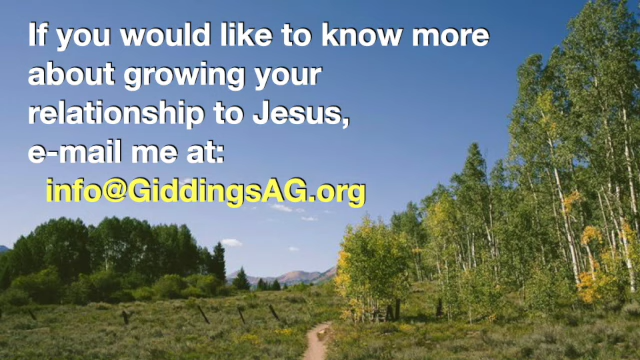 If you would like to know more
about growing your
relationship to Jesus,
e-mail me at:
info@GiddingsAG.org